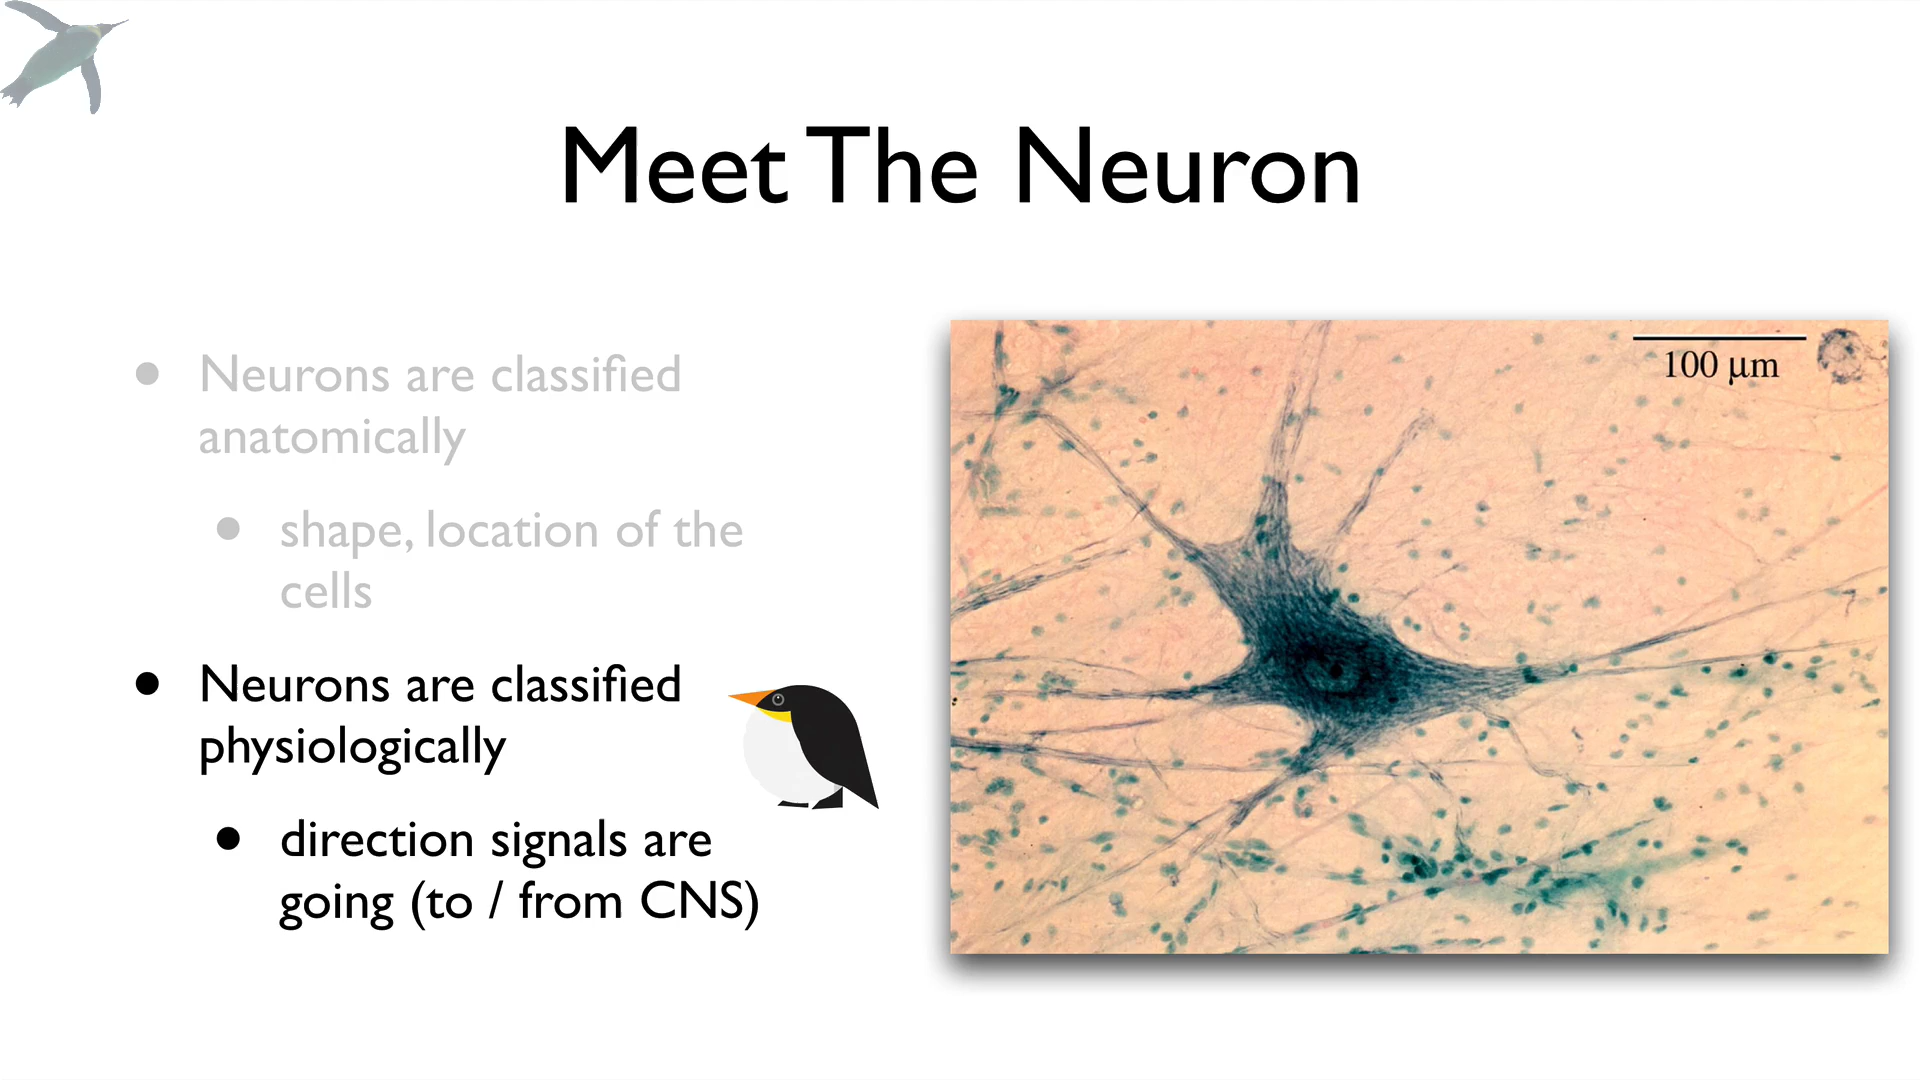 Meet The Neuron
• Neurons are classified
anatomically
• shape, location of the
cells
• Neurons are classified
physiologically
• direction signals are
going (to / from CNS)
100 μm